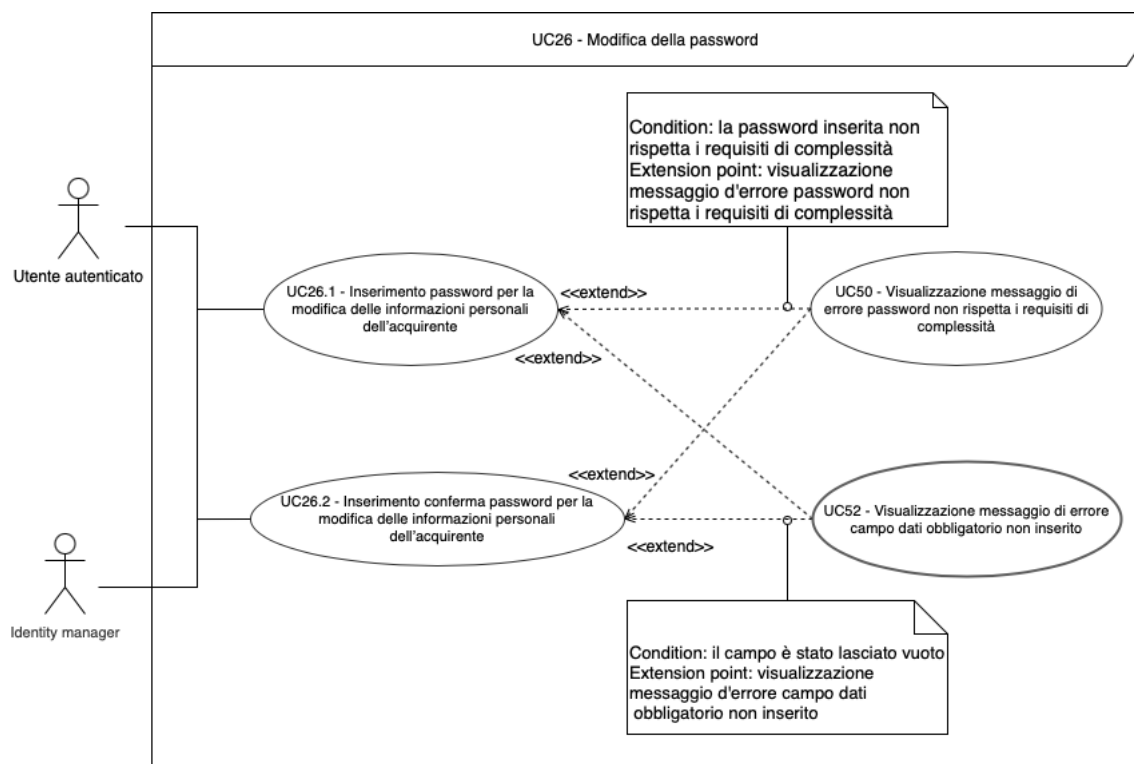 UC26 - Modifica della password
Condition: la password inserita non
rispetta i requisiti di complessità
Extension point: visualizzazione
messaggio d'errore password non
rispetta i requisiti di complessità
Utente autenticato
UC26.1 - Inserimento password per la
modifica delle informazioni personali
dell'acquirente
<<extend>>
UC50 - Visualizzazione messaggio di
errore password non rispetta i requisiti di
complessità
<<extend>>
<<extend>>
UC26.2 - Inserimento conferma password per la
modifica delle informazioni personali
dell'acquirente
UC52 - Visualizzazione messaggio di errore
campo dati obbligatorio non inserito
<<extend>>
Identity manager
Condition: il campo è stato lasciato vuoto
Extension point: visualizzazione
messaggio d'errore campo dati
obbligatorio non inserito